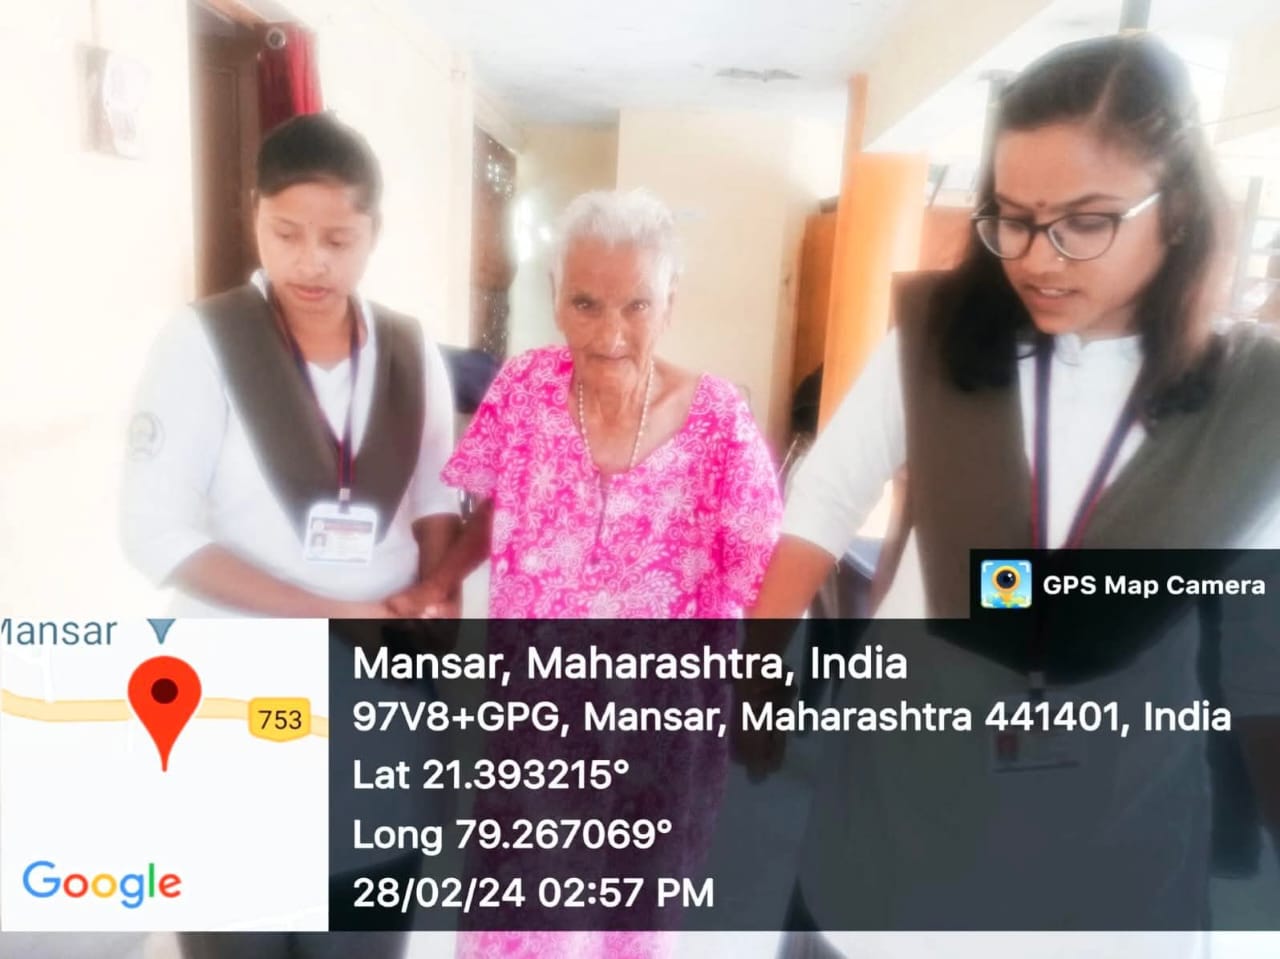 GPS Map Camera
Mansar
753
Google
Mansar, Maharashtra, India
97V8+GPG, Mansar, Maharashtra 441401, India
Lat 21.393215°
Long 79.267069°
28/02/24 02:57 PM